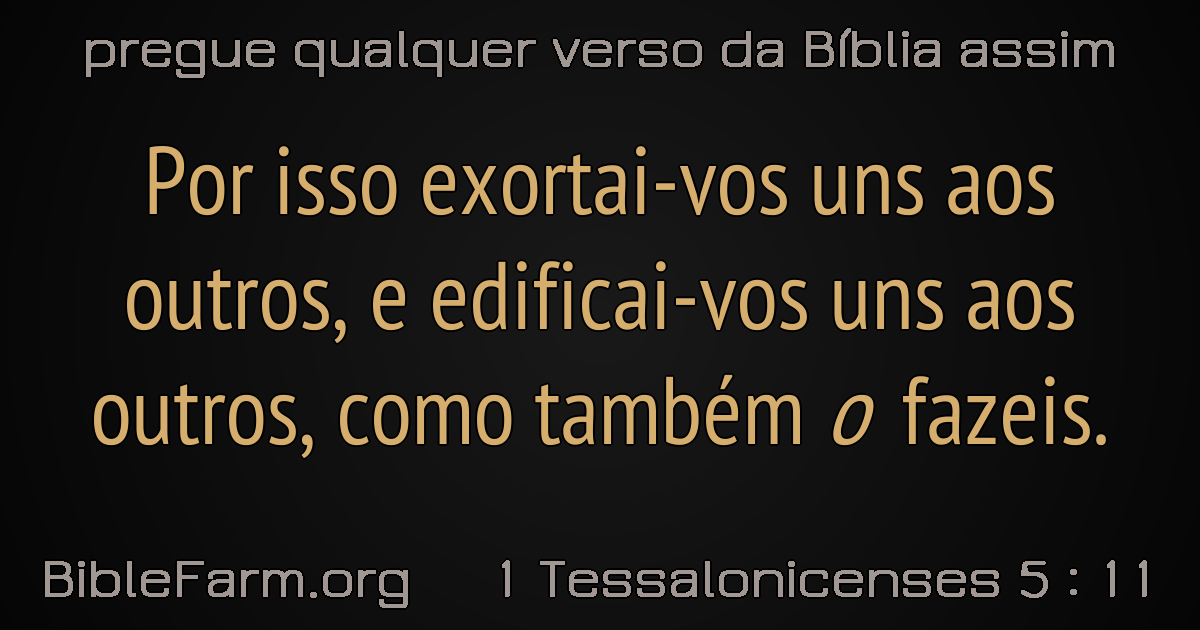 pregue qualquer verso da Bíblia assim
Por isso exortai-vos uns aos
outros, e edificai-vos uns aos
outros, como também o fazeis.
BibleFarm.org 1 Tessalonicenses 5 : 11